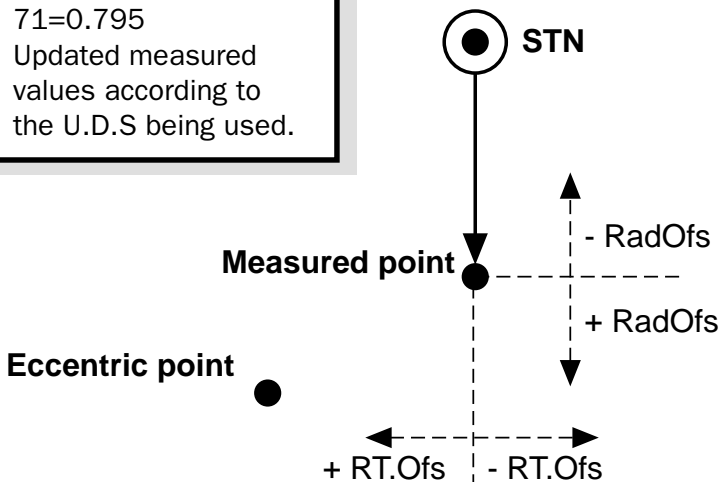 71=0.795
Updated measured
values according to
the U.D.S being used.
STN
- RadOfs
Measured point
+ RadOfs
Eccentric point
+ RT.Ofs
- RT.Ofs